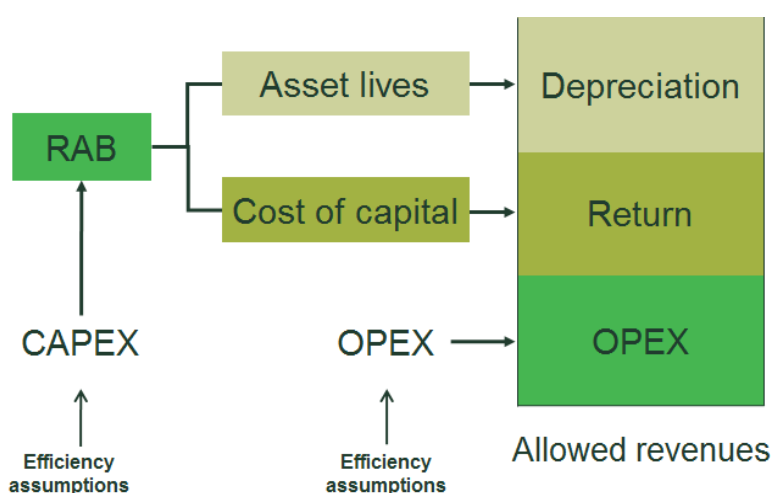 Asset lives
Depreciation
RAB
Cost of capital
Return
CAPEX
OPEX
OPEX
Allowed revenues
Efficiency
assumptions
Efficiency
assumptions